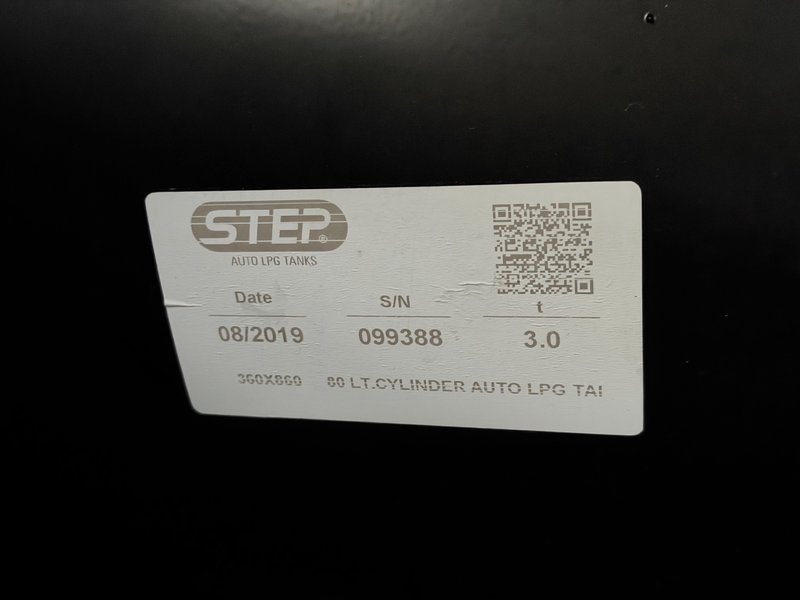 STEP®
AUTO LPG TANKS
Date S/N t
08/2019 099388 3.0
360X860 80 LT.CYLINDER AUTO LPG TAI